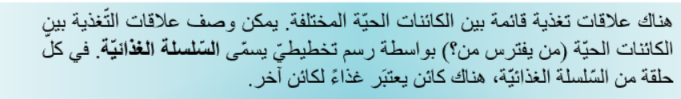 هناك علاقات تغذية قائمة بين الكائنات الحيّة المختلفة. يمكن وصف علاقات التّغذية بين
الكائنات الحيّة (من يفترس من؟) بواسطة رسم تخطيطيّ يسمّى السّلسلة الغذائيّة. في كلّ
حلقة من السّلسلة الغذائيّة، هناك كائن يعتبَر غذاءً لكائن آخر.